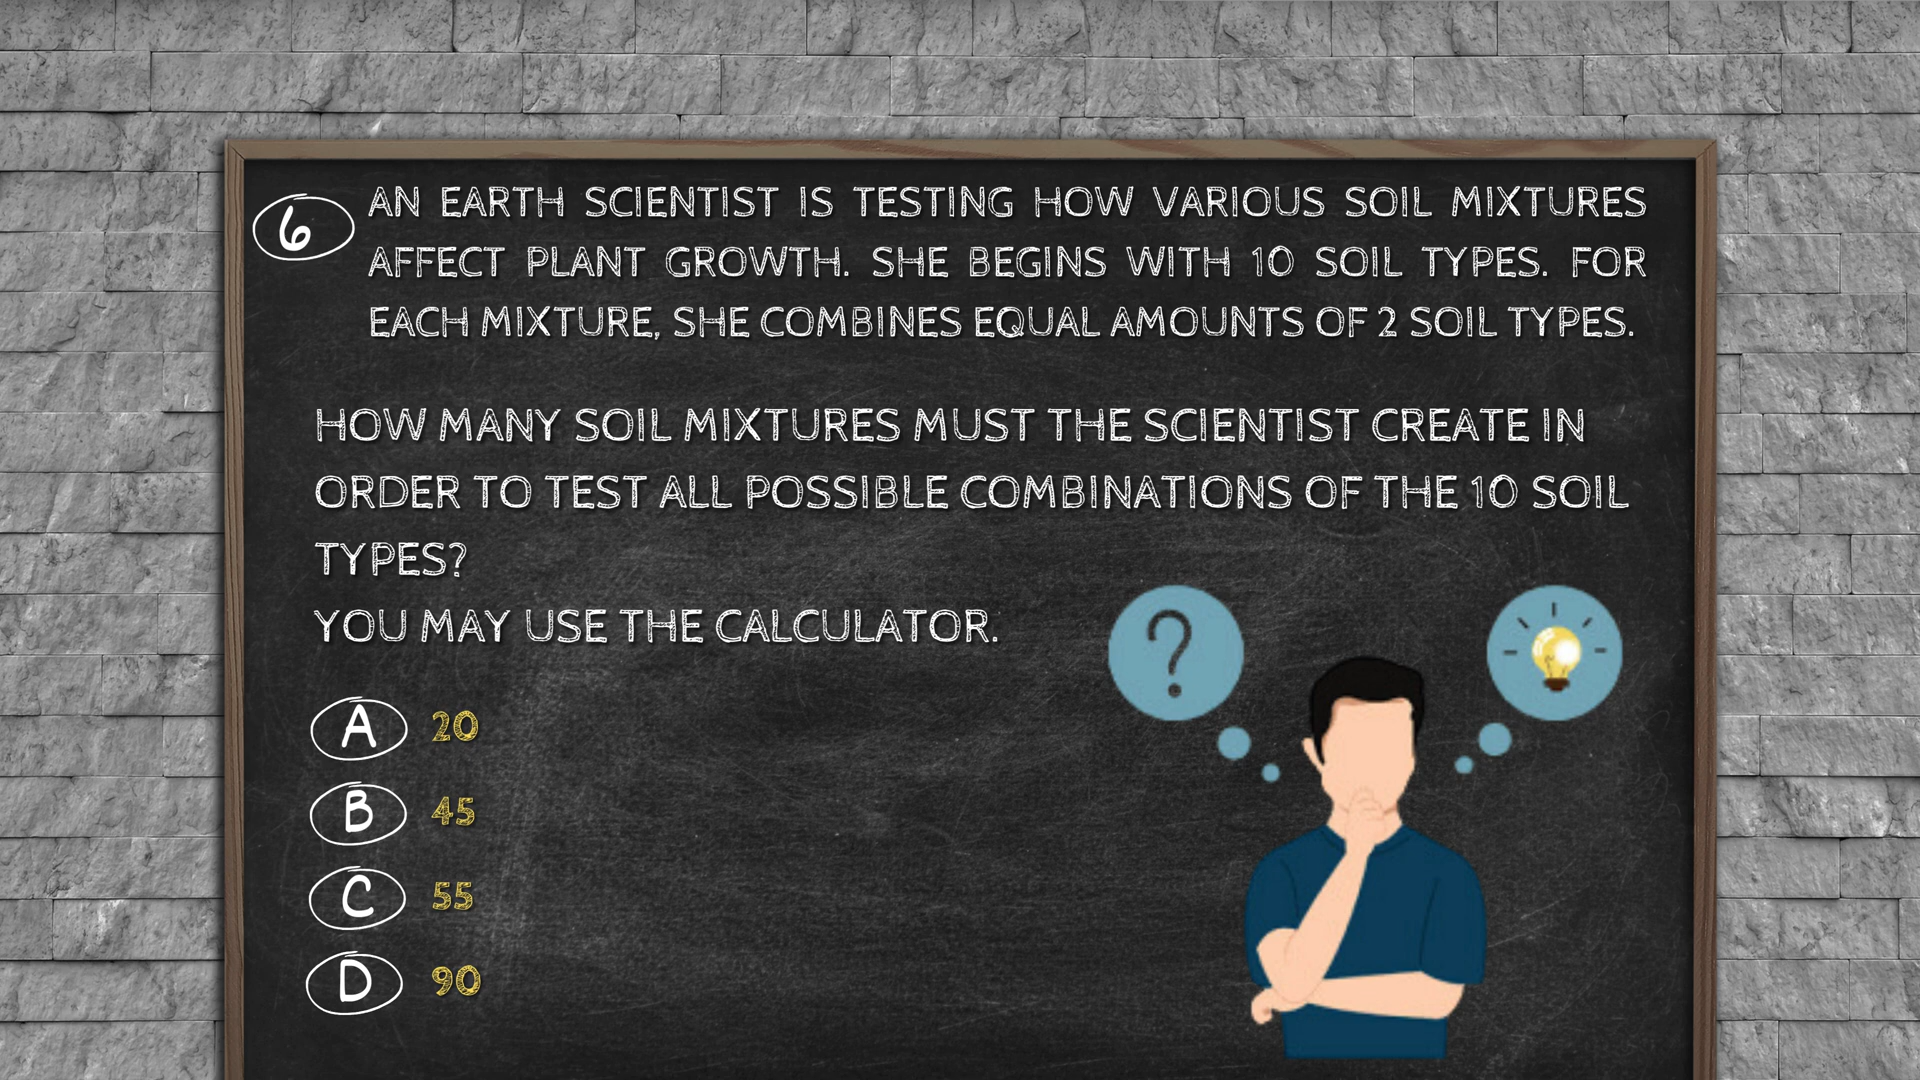 6 AN EARTH SCIENTIST IS TESTING HOW VARIOUS SOIL MIXTURES
AFFECT PLANT GROWTH. SHE BEGINS WITH 10 SOIL TYPES. FOR
EACH MIXTURE, SHE COMBINES EQUAL AMOUNTS OF 2 SOIL TYPES.
HOW MANY SOIL MIXTURES MUST THE SCIENTIST CREATE IN
ORDER TO TEST ALL POSSIBLE COMBINATIONS OF THE 10 SOIL
TYPES?
YOU MAY USE THE CALCULATOR.
?
A 20
B 45
C 55
D 90